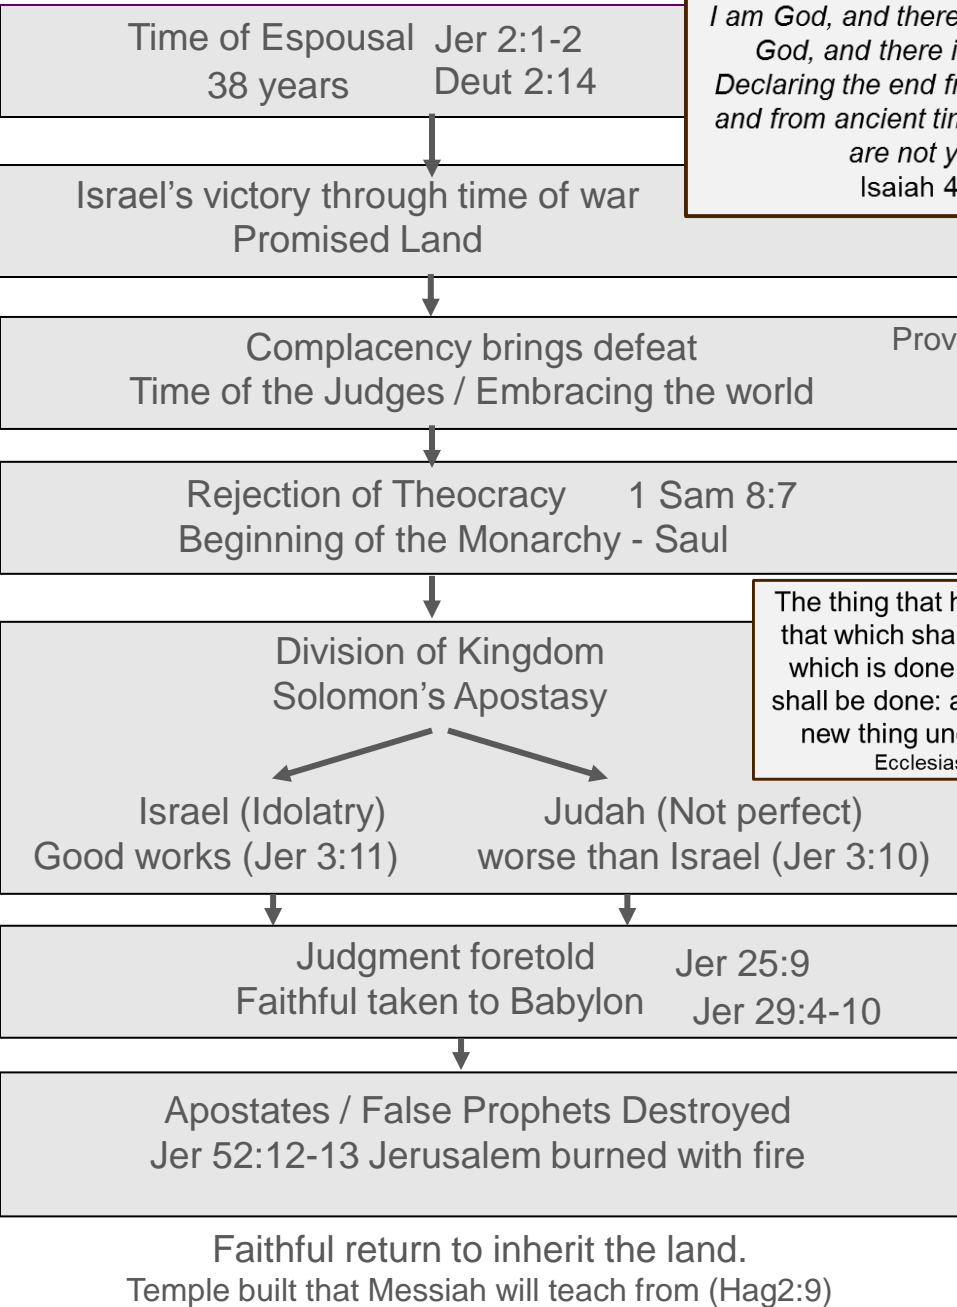 Time of Espousal Jer 2:1-2
38 years Deut 2:14
I am God, and there
God, and there
Declaring the end
and from ancient
are not
Isaiah
Israel’s victory through time of war
Promised Land
Complacency brings defeat
Prov
Time of the Judges / Embracing the world
Rejection of Theocracy 1 Sam 8:7
Beginning of the Monarchy - Saul
The thing that
that which
which is done
shall be done:
new thing
Division of Kingdom
Solomon’s Apostasy
Israel (Idolatry)
Good works (Jer 3:11)
Judah (Not perfect)
worse than Israel (Jer 3:10)
Judgment foretold Jer 25:9
Faithful taken to Babylon Jer 29:4-10
Apostates / False Prophets Destroyed
Jer 52:12-13 Jerusalem burned with fire
Faithful return to inherit the land.
Temple built that Messiah will teach from (Hag2:9)